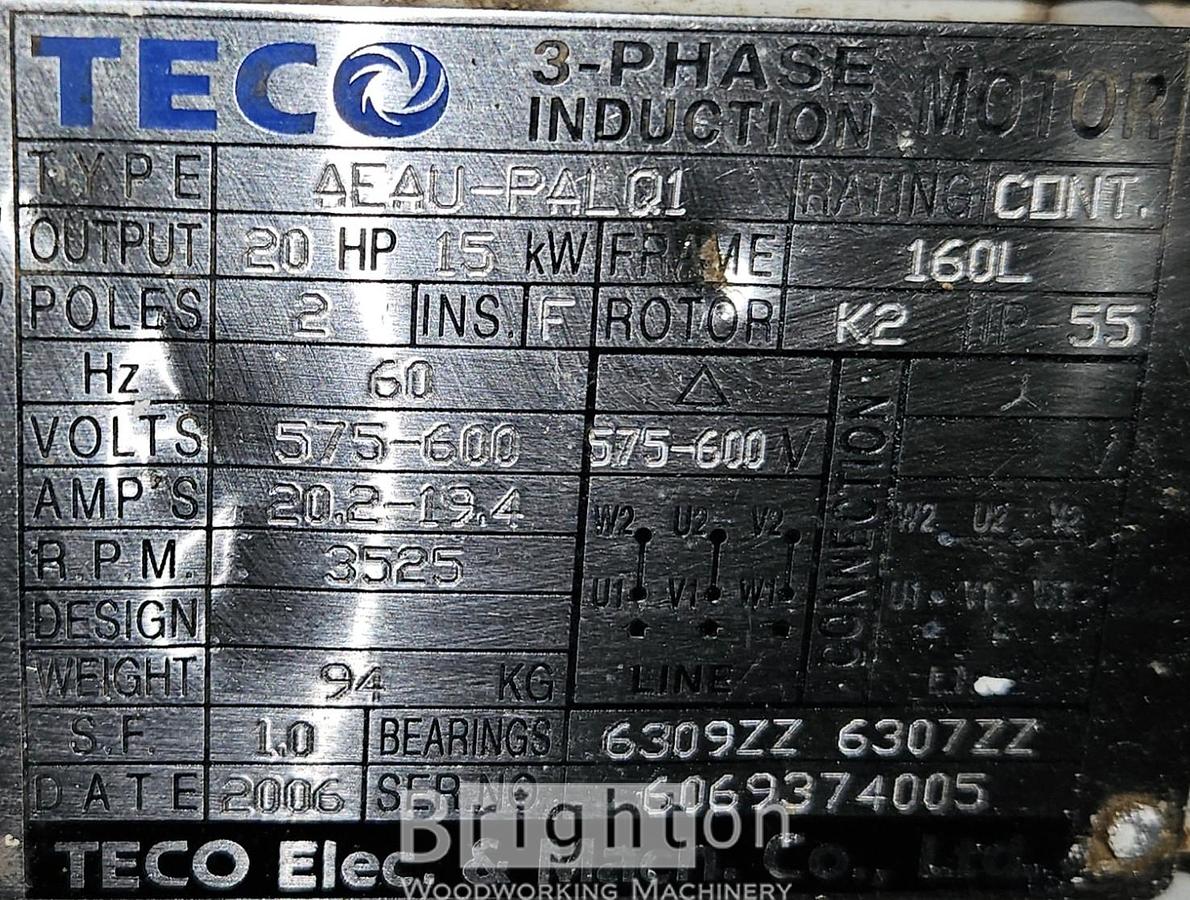 TECO 3-PHASE INDUCTION MOTOR
TYPE AEAU-PALQ1 RATING CONT.
OUTPUT 20 HP 15 kW FRAME 160L
POLES 2 INS. F ROTOR K2 IP 55
Hz 60 △
VOLTS 575-600 575-600 V CONNECTION
AMP'S 20.2-19.4
W2 U2 V2 W2 U2 V2
R.P.M. 3525
U1 V1 W1 U1 V1 W1
DESIGN
WEIGHT 94 KG LINE
S.F. 1.0 BEARINGS 6309ZZ 6307ZZ
DATE 2006 SER NO. 6069374005
TECO Elec. & Mach. Co., Ltd.
Brighton
WOODWORKING MACHINERY